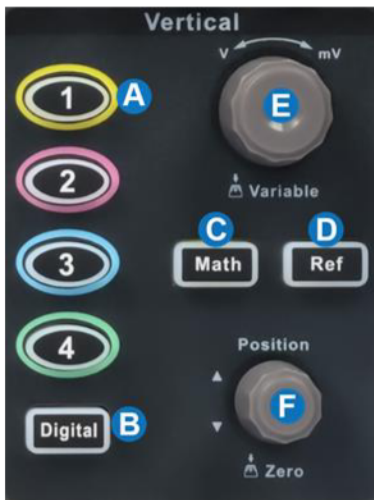 Vertical
V mV
1 A
E
2
Variable
C D
3 Math Ref
4
Position
F
Digital B
Zero